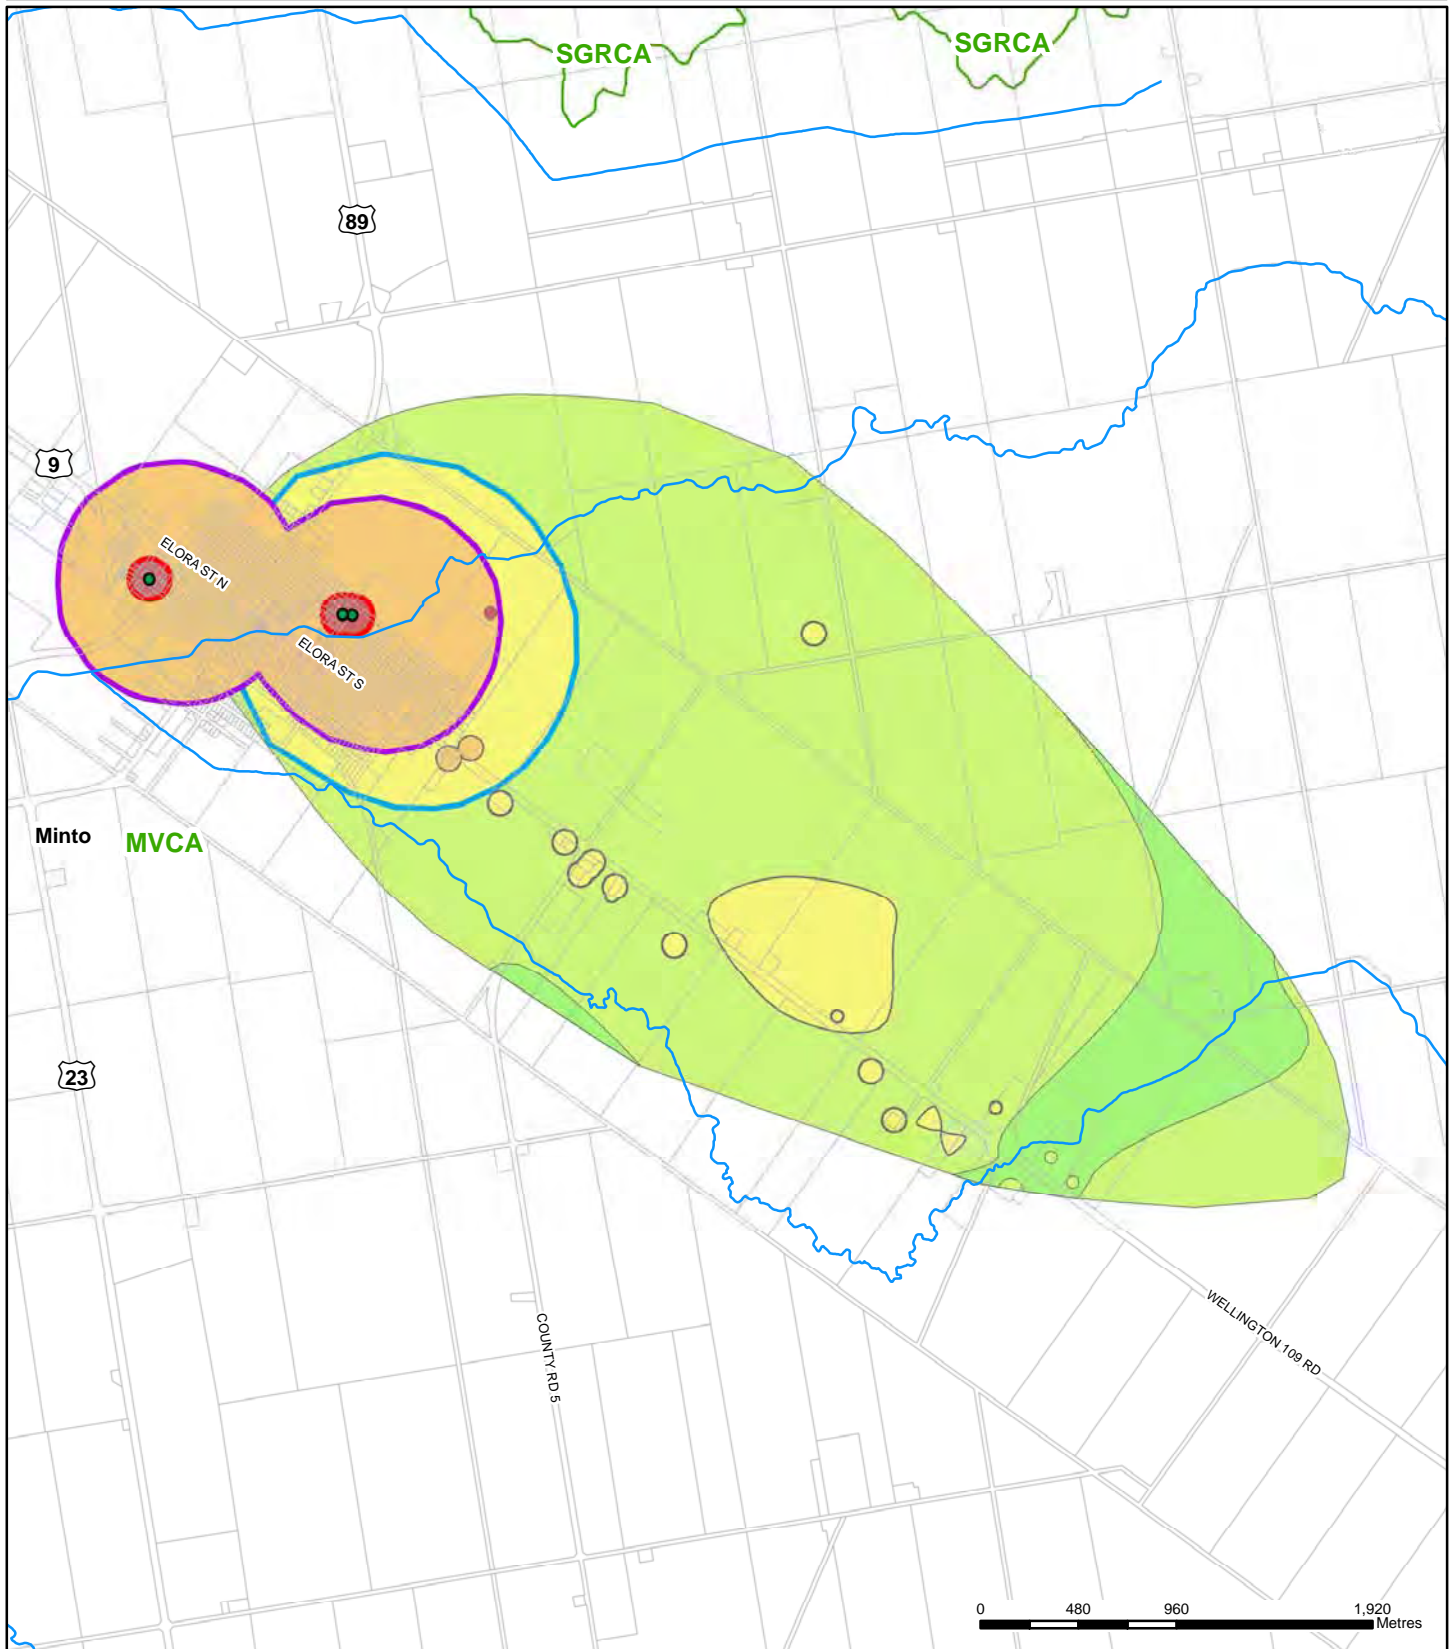 SGRCA
SGRCA
89
9
ELORA ST N
ELORA ST S
Minto
MVCA
23
COUNTY RD 5
WELLINGTON 109 RD
0 480 960 1,920
Metres